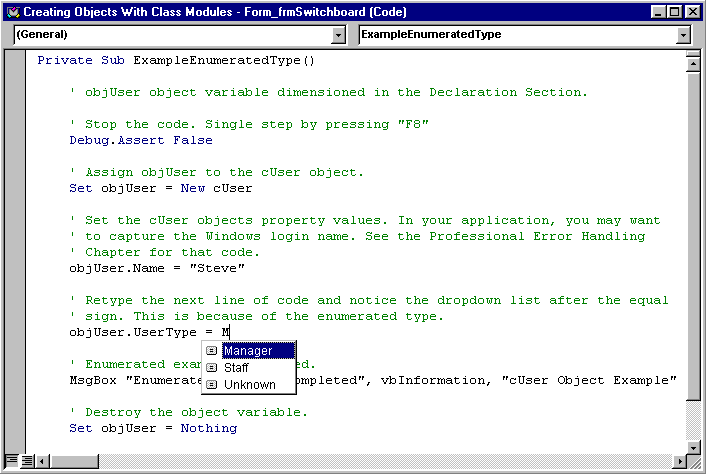 Creating Objects With Class Modules - Form_frmSwitchboard (Code)
(General) ExampleEnumeratedType
Private Sub ExampleEnumeratedType()
' objUser object variable dimensioned in the Declaration Section.
' Stop the code. Single step by pressing "F8"
Debug.Assert False
' Assign objUser to the cUser object.
Set objUser = New cUser
' Set the cUser objects property values. In your application, you may want
' to capture the Windows login name. See the Professional Error Handling
' Chapter for that code.
objUser.Name = "Steve"
' Retype the next line of code and notice the dropdown list after the equal
' sign. This is because of the enumerated type.
objUser.UserType = M
Manager
Staff
Unknown
' Enumerated exa ed.
MsgBox "Enumerate ompleted", vbInformation, "cUser Object Example"
' Destroy the object variable.
Set objUser = Nothing